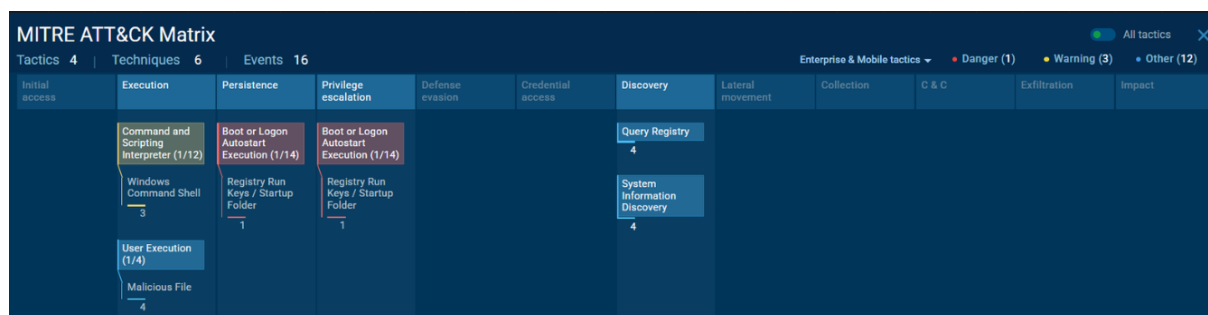 MITRE ATT&CK Matrix
All tactics
Tactics 4 | Techniques 6 | Events 16
Enterprise & Mobile tactics
Danger (1)
Warning (3)
Other (12)
Initial access
Execution
Persistence
Privilege escalation
Defense evasion
Credential access
Discovery
Lateral movement
Collection
C & C
Exfiltration
Impact
Command and
Scripting
Interpreter (1/12)
Windows
Command Shell
3
User Execution
(1/4)
Malicious File
4
Boot or Logon
Autostart
Execution (1/14)
Registry Run
Keys / Startup
Folder
1
Boot or Logon
Autostart
Execution (1/14)
Registry Run
Keys / Startup
Folder
1
Query Registry
4
System
Information
Discovery
4